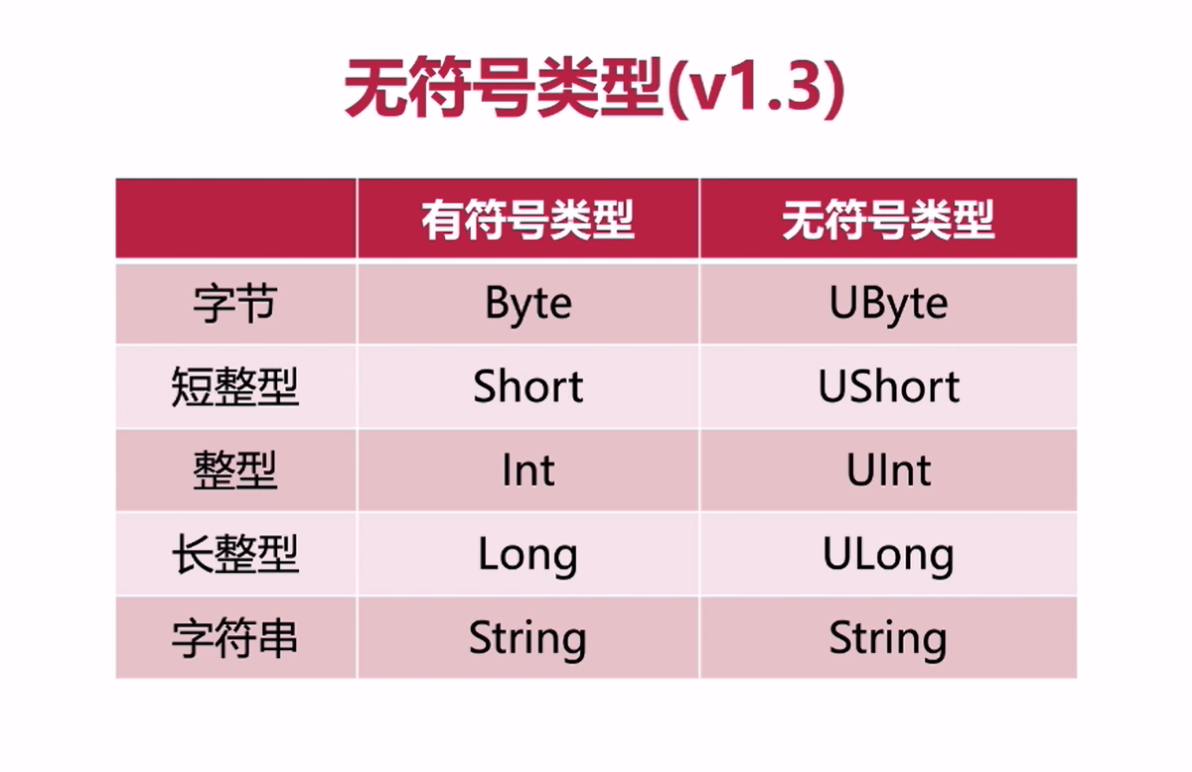 无符号类型(v1.3)
有符号类型 无符号类型
字节 Byte UByte
短整型 Short UShort
整型 Int UInt
长整型 Long ULong
字符串 String String